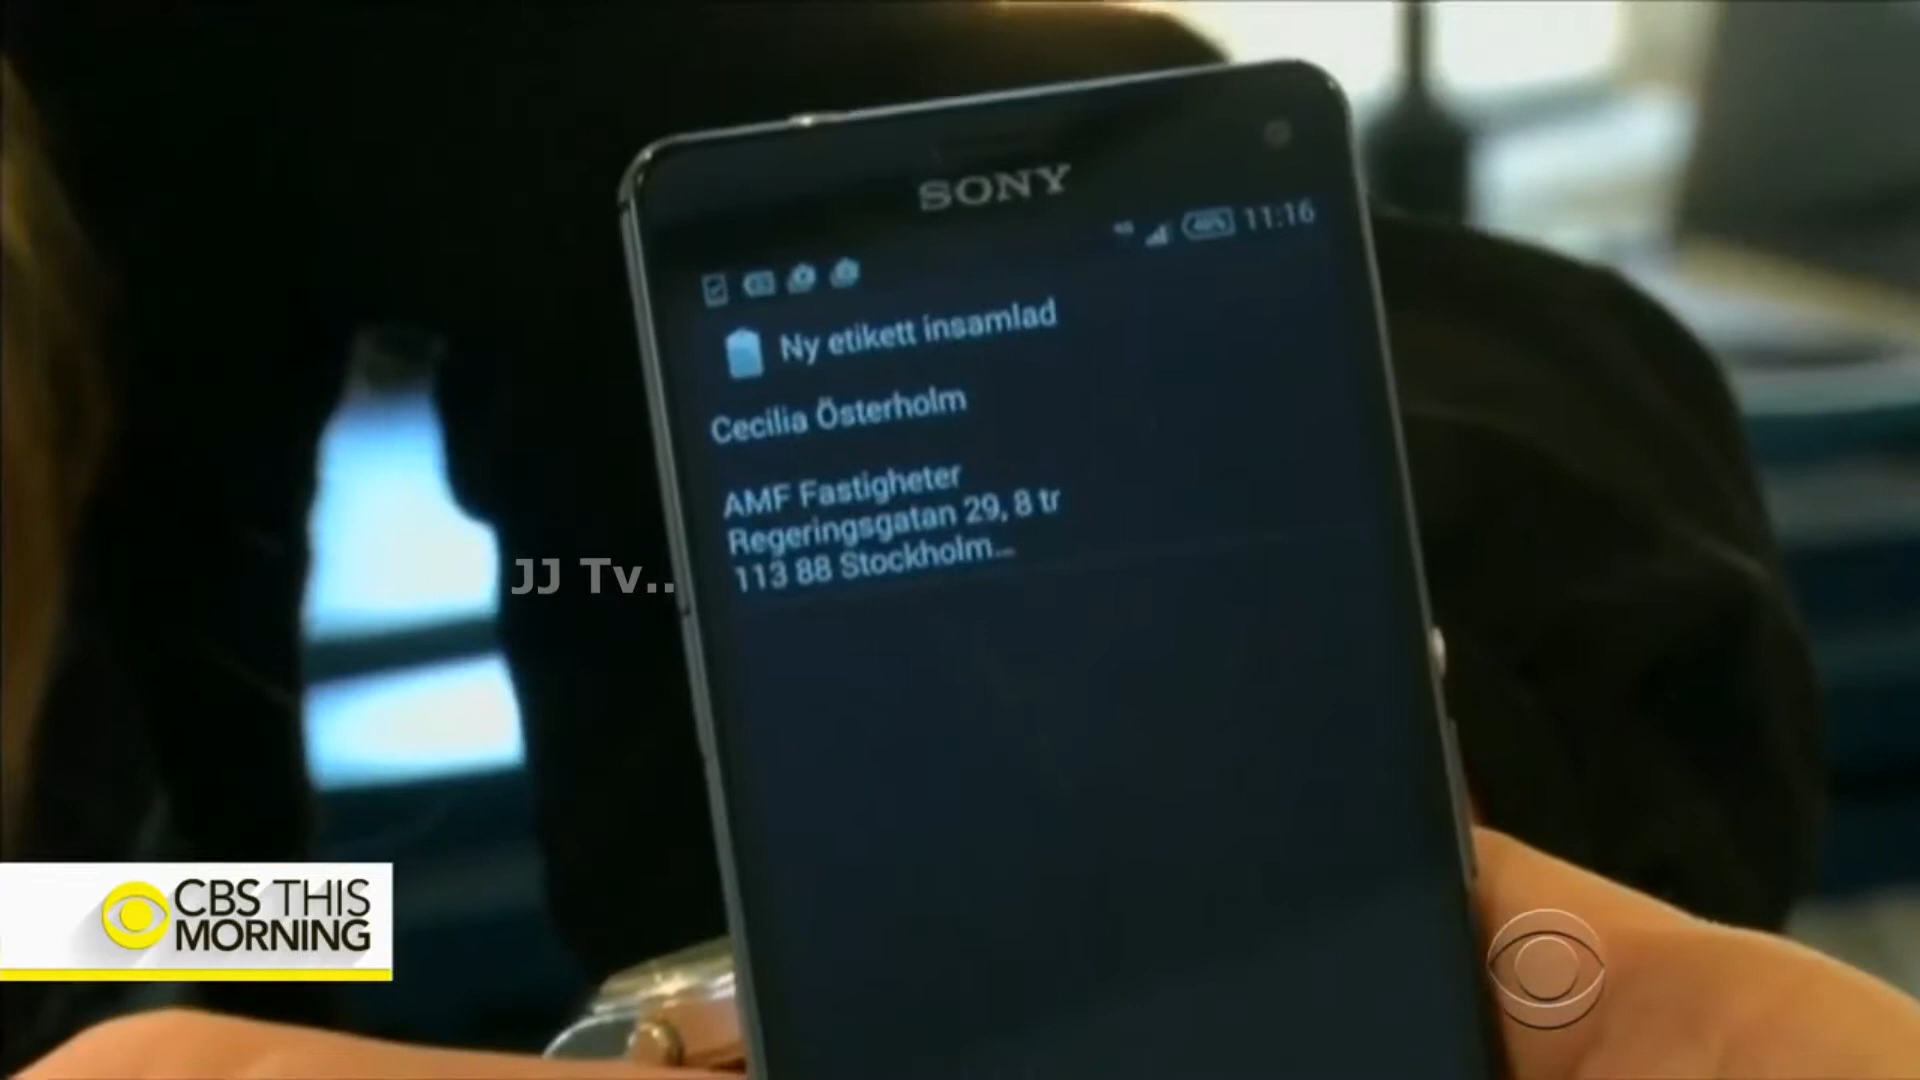 SONY
11:16
Ny etikett insamlad
Cecilia Österholm
AMF Fastigheter
Regeringsgatan 29, 8 tr
113 88 Stockholm...
JJ Tv..
CBS THIS
MORNING